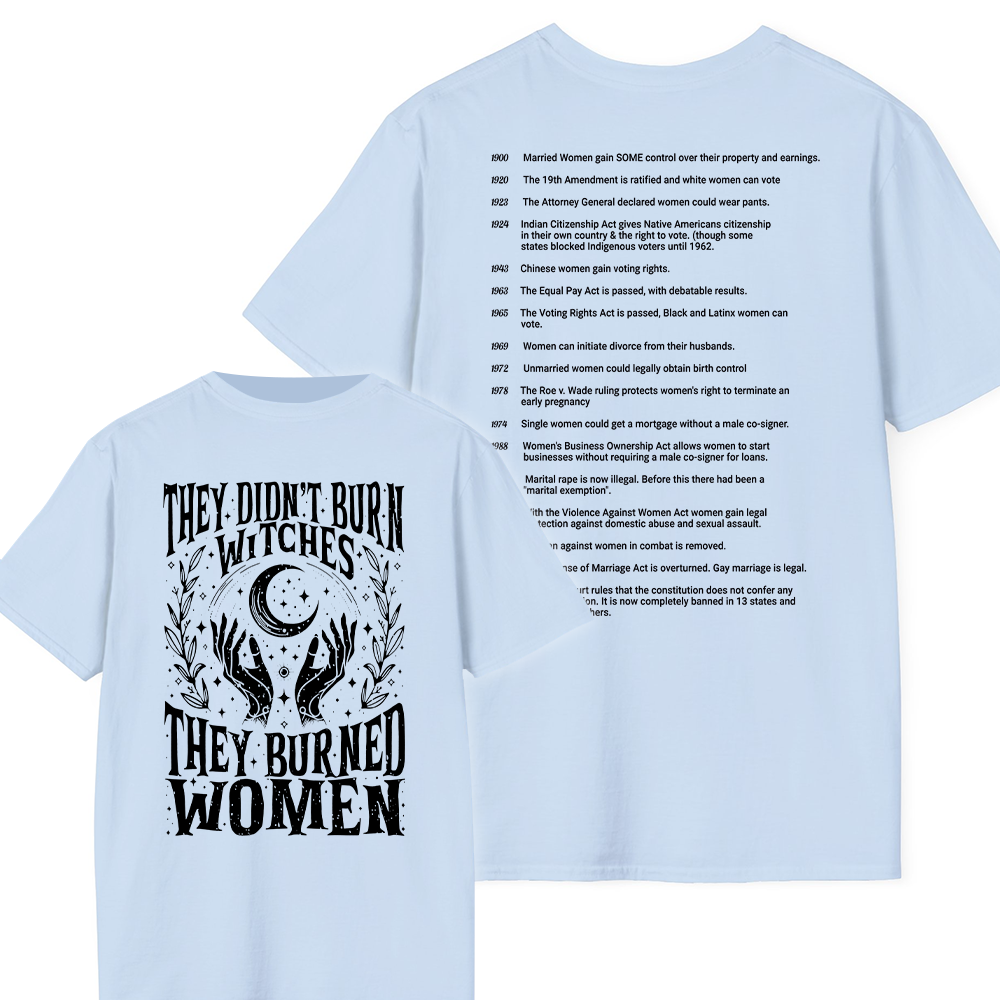 1900 Married Women gain SOME control over their property and earnings.
1920 The 19th Amendment is ratified and white women can vote
1923 The Attorney General declared women could wear pants.
1924 Indian Citizenship Act gives Native Americans citizenship
in their own country & the right to vote. (though some
states blocked Indigenous voters until 1962.
1943 Chinese women gain voting rights.
1963 The Equal Pay Act is passed, with debatable results.
1965 The Voting Rights Act is passed, Black and Latinx women can
vote.
1969 Women can initiate divorce from their husbands.
1972 Unmarried women could legally obtain birth control
1978 The Roe v. Wade ruling protects women's right to terminate an
early pregnancy
1974 Single women could get a mortgage without a male co-signer.
Women's Business Ownership Act allows women to start
businesses without requiring a male co-signer for loans.
Marital rape is now illegal. Before this there had been a
"marital exemption".
the Violence Against Women Act women gain legal
against domestic abuse and sexual assault.
against women in combat is removed.
of Marriage Act is overturned. Gay marriage is legal.
rules that the constitution does not confer any
It is now completely banned in 13 states and
THEY DIDN'T BURN
WITCHES
THEY BURNED
WOMEN